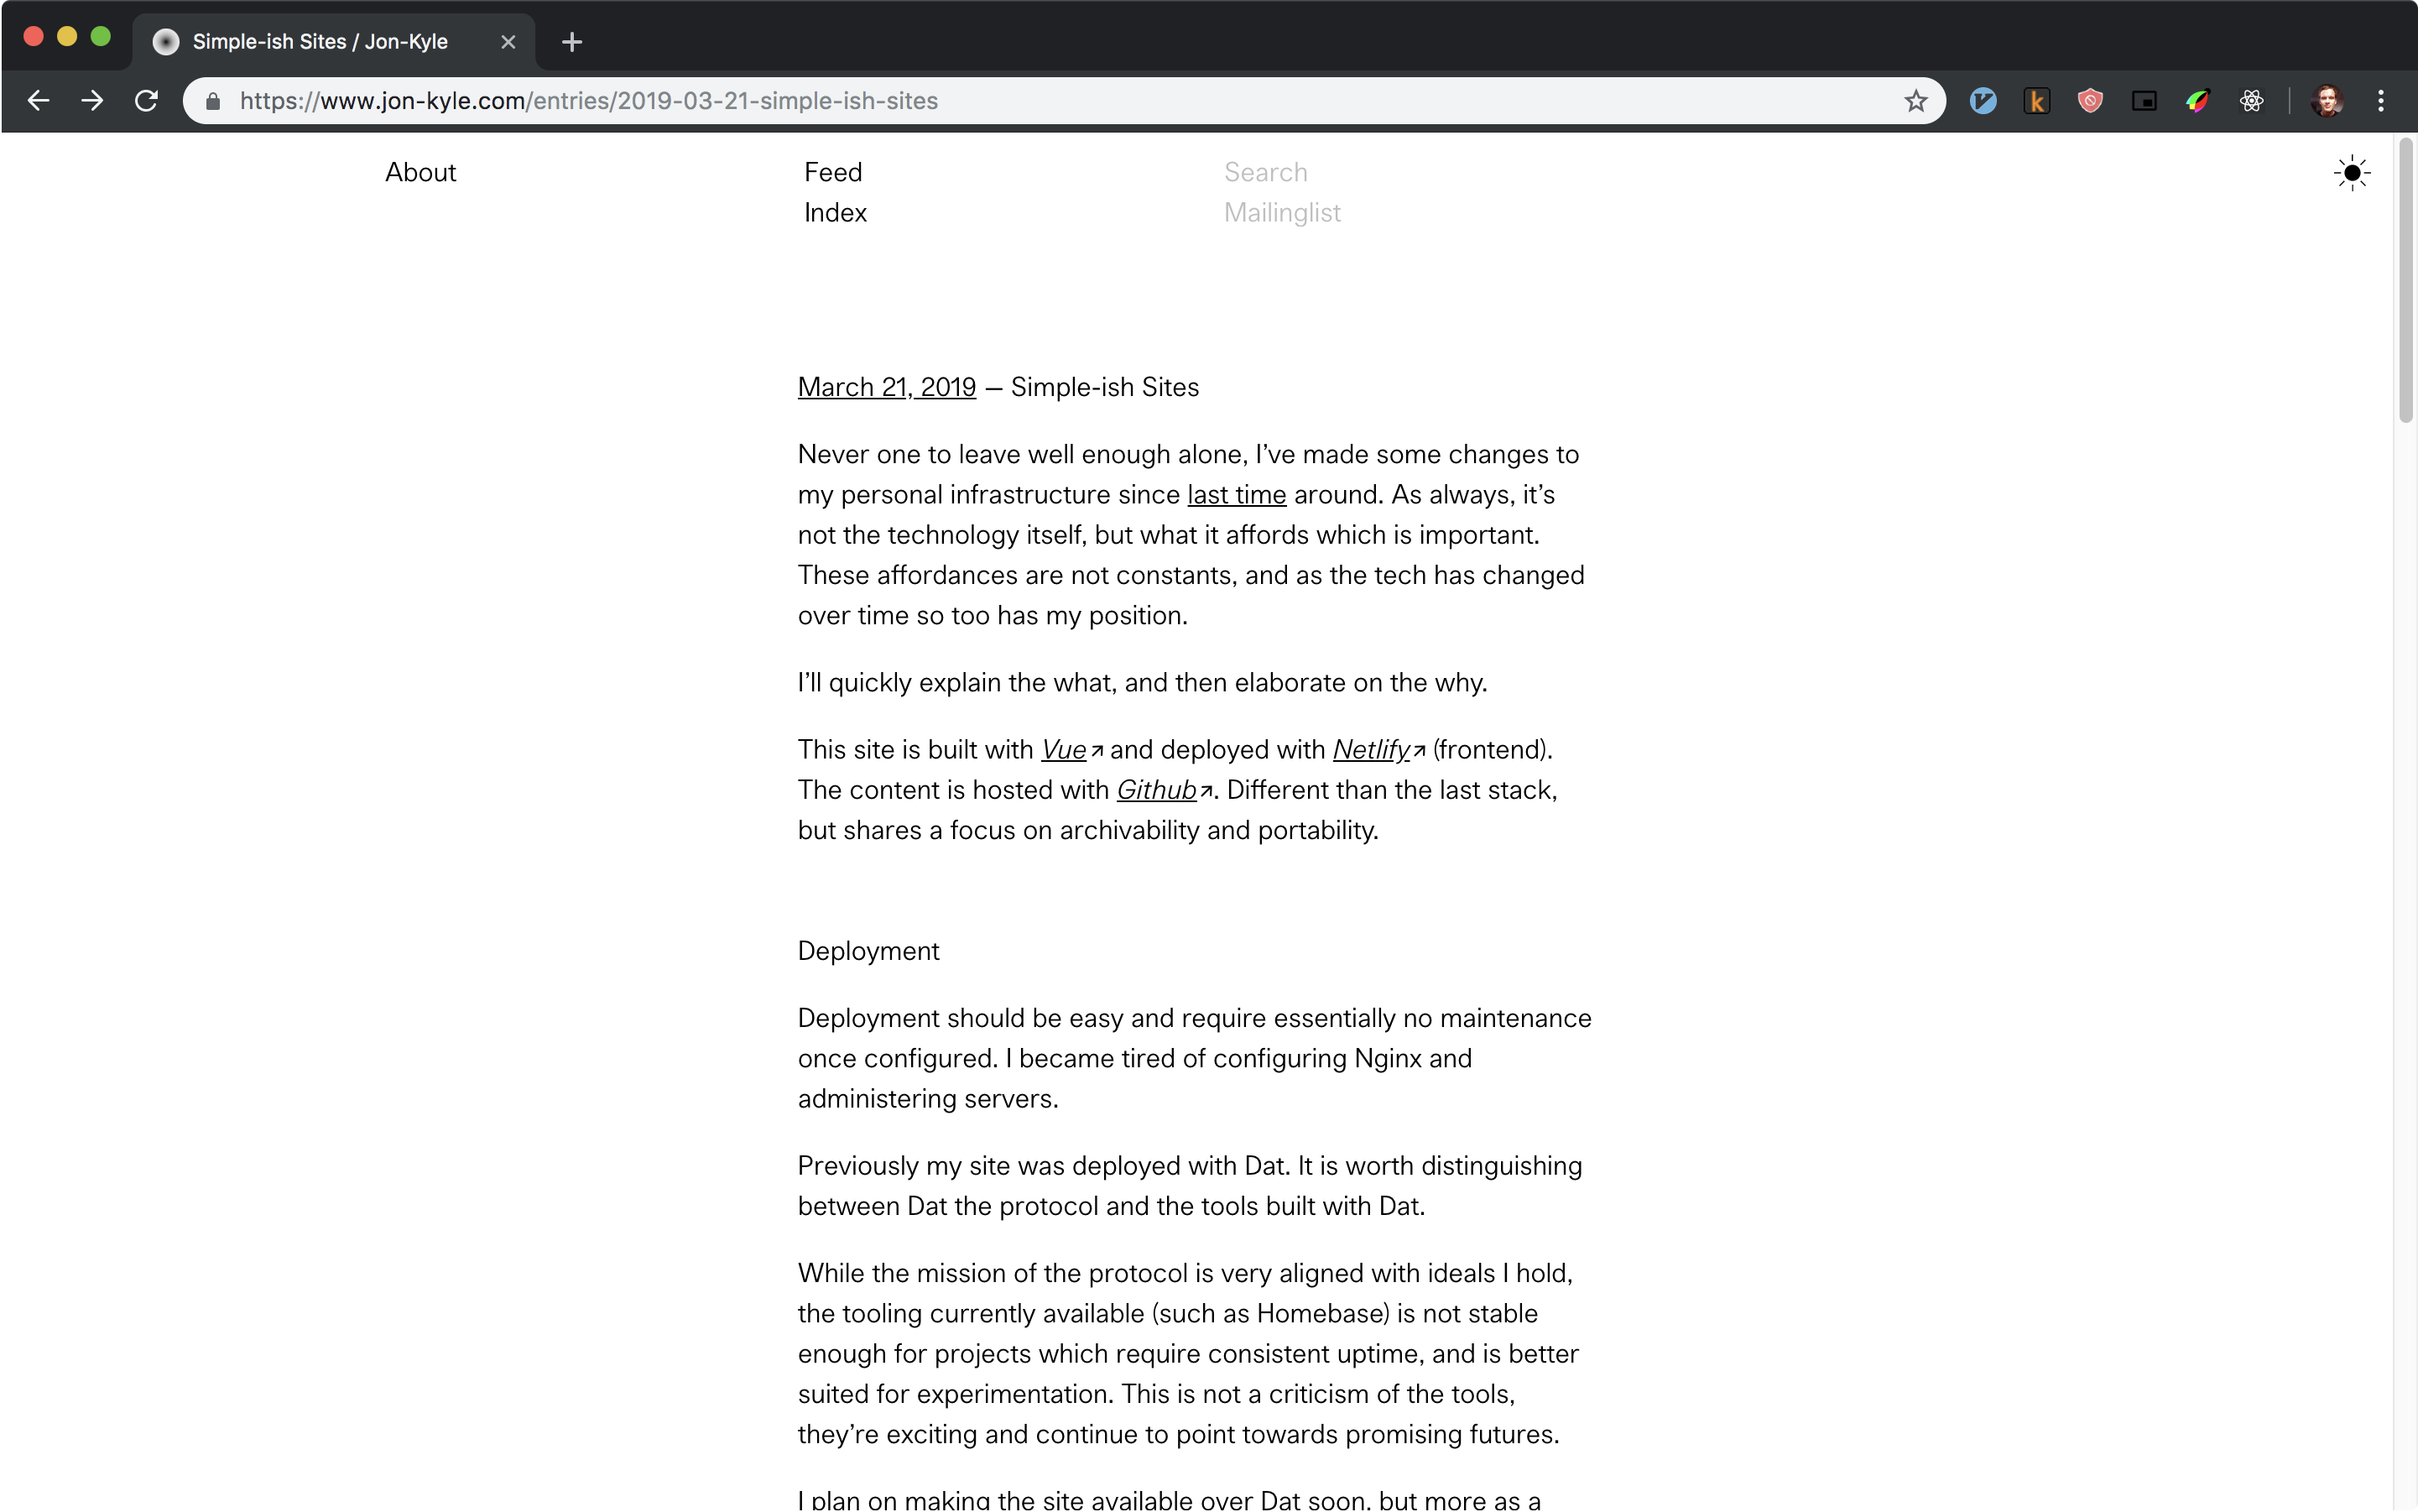 Simple-ish Sites / Jon-Kyle
https://www.jon-kyle.com/entries/2019-03-21-simple-ish-sites
About
Feed
Search
Index
Mailinglist
March 21, 2019 — Simple-ish Sites
Never one to leave well enough alone, I’ve made some changes to
my personal infrastructure since last time around. As always, it’s
not the technology itself, but what it affords which is important.
These affordances are not constants, and as the tech has changed
over time so too has my position.
I’ll quickly explain the what, and then elaborate on the why.
This site is built with Vue↗ and deployed with Netlify↗ (frontend).
The content is hosted with Github↗. Different than the last stack,
but shares a focus on archivability and portability.
Deployment
Deployment should be easy and require essentially no maintenance
once configured. I became tired of configuring Nginx and
administering servers.
Previously my site was deployed with Dat. It is worth distinguishing
between Dat the protocol and the tools built with Dat.
While the mission of the protocol is very aligned with ideals I hold,
the tooling currently available (such as Homebase) is not stable
enough for projects which require consistent uptime, and is better
suited for experimentation. This is not a criticism of the tools,
they’re exciting and continue to point towards promising futures.
I plan on making the site available over Dat soon, but more as a